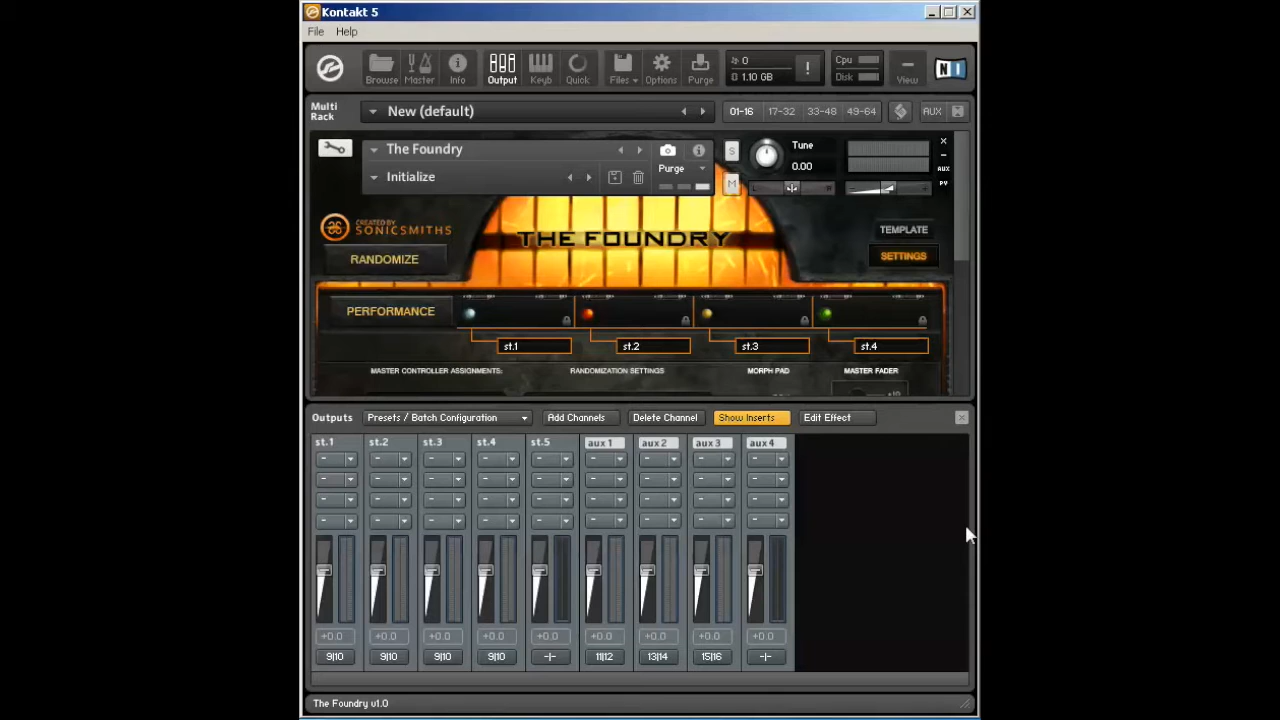 Kontakt 5
File Help
Browse Master Info Output Keyb Quick Files Options Purge 0 1.10 GB ! Cpu Disk View NI
Multi Rack New (default) 01-16 17-32 33-48 49-64 AUX
The Foundry S Tune 0.00
Purge
Initialize M L R AUX PV
CREATED BY SONICSMITHS THE FOUNDRY TEMPLATE
RANDOMIZE SETTINGS
PERFORMANCE
st.1 st.2 st.3 st.4
MASTER CONTROLLER ASSIGNMENTS: RANDOMIZATION SETTINGS MORPH PAD MASTER FADER
Outputs Presets / Batch Configuration Add Channels Delete Channel Show Inserts Edit Effect
st.1 st.2 st.3 st.4 st.5 aux 1 aux 2 aux 3 aux 4
+0.0 +0.0 +0.0 +0.0 +0.0 +0.0 +0.0 +0.0 +0.0
9|10 9|10 9|10 9|10 -|- 11|12 13|14 15|16 -|-
The Foundry v1.0